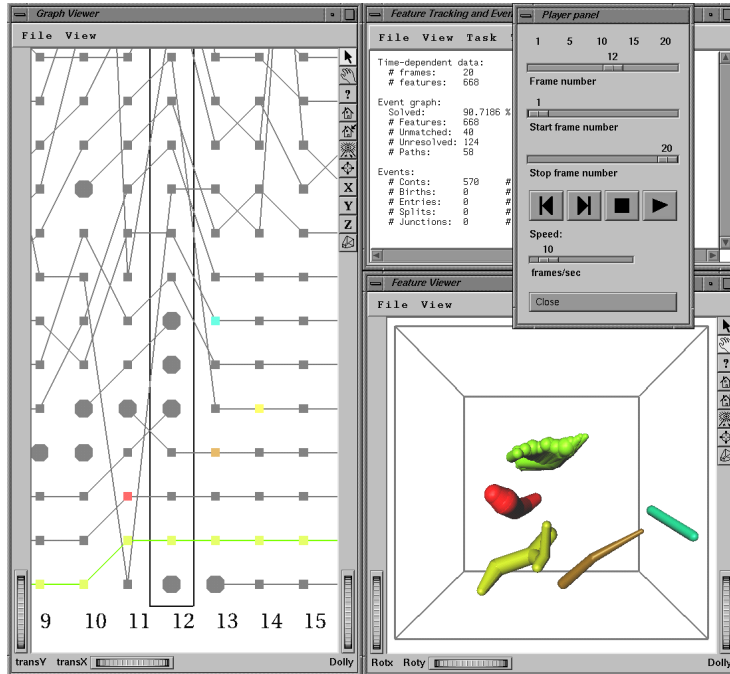 Graph Viewer
File View
?
X
Y
Z
9 10 11 12 13 14 15
transY transX Dolly
Feature Tracking and Even
File View Task
Time-dependent data:
# frames: 20
# features: 668
Event graph:
Solved: 90.7186 %
# Features: 668
# Unmatched: 40
# Unresolved: 124
# Paths: 58
Events:
# Conts: 570 #
# Births: 0 #
# Entries: 0 #
# Splits: 0 #
# Junctions: 0 #
Player panel
1 5 10 15 20
12
Frame number
1
Start frame number
20
Stop frame number
Speed:
10
frames/sec
Close
Feature Viewer
File View
?
Rotx Roty Dolly